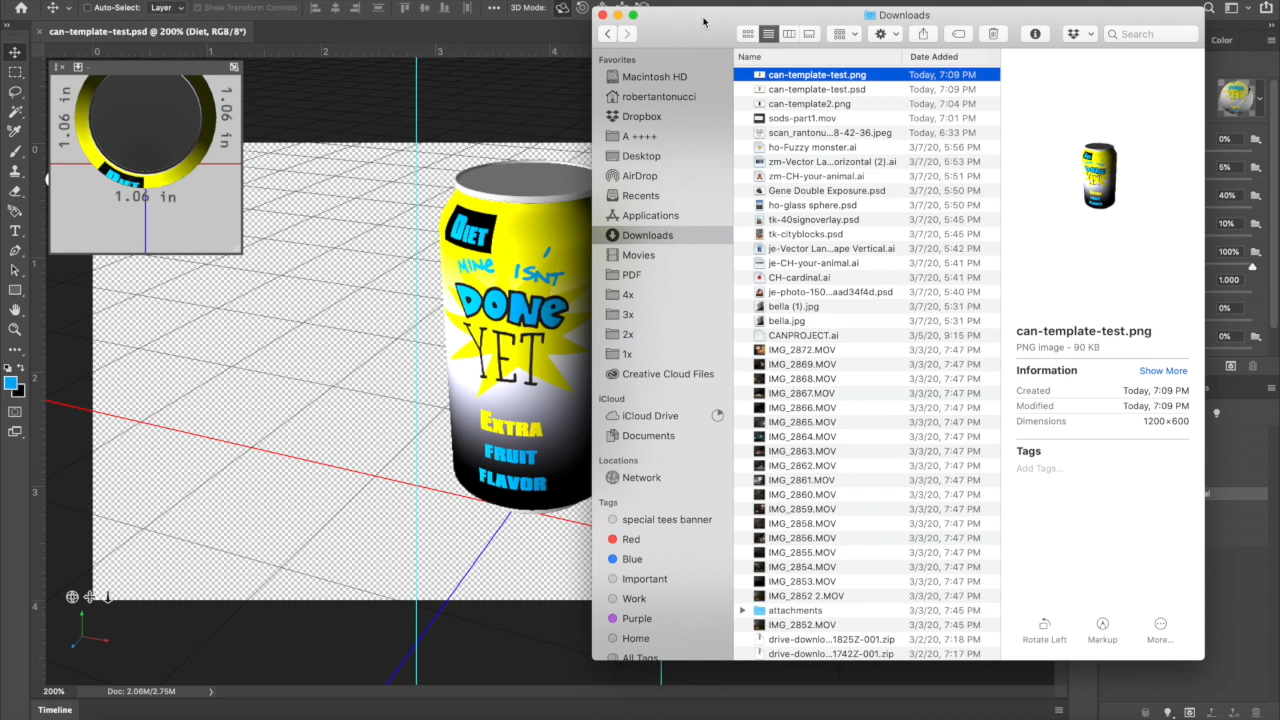 Auto-Select: Layer Show Transform Controls 3D Mode:
Downloads
can-template-test.psd @ 200% (Diet, RGB/8*)
Search
Color
Name Date Added
Favorites
Macintosh HD
robertantonucci
Dropbox
A ++++
Desktop
AirDrop
Recents
Applications
Downloads
Movies
PDF
4x
3x
2x
1x
Creative Cloud Files
iCloud
iCloud Drive
Documents
Locations
Network
Tags
special tees banner
Red
Blue
Important
Work
Purple
Home
All Tags
can-template-test.png Today, 7:09 PM
can-template-test.psd Today, 7:09 PM
can-template2.png Today, 7:04 PM
sods-part1.mov Today, 7:01 PM
scan_rantonu...8-42-36.jpeg Today, 6:33 PM
ho-Fuzzy monster.ai 3/7/20, 5:56 PM
zm-Vector La...orizontal (2).ai 3/7/20, 5:53 PM
zm-CH-your-animal.ai 3/7/20, 5:51 PM
Gene Double Exposure.psd 3/7/20, 5:50 PM
ho-glass sphere.psd 3/7/20, 5:50 PM
tk-40signoverlay.psd 3/7/20, 5:45 PM
tk-cityblocks.psd 3/7/20, 5:45 PM
je-Vector Lan...ape Vertical.ai 3/7/20, 5:42 PM
je-CH-your-animal.ai 3/7/20, 5:41 PM
CH-cardinal.ai 3/7/20, 5:41 PM
je-photo-150...aad34f4d.psd 3/7/20, 5:40 PM
bella (1).jpg 3/7/20, 5:31 PM
bella.jpg 3/7/20, 5:31 PM
CANPROJECT.ai 3/5/20, 9:15 PM
IMG_2872.MOV 3/3/20, 7:47 PM
IMG_2869.MOV 3/3/20, 7:47 PM
IMG_2868.MOV 3/3/20, 7:47 PM
IMG_2867.MOV 3/3/20, 7:47 PM
IMG_2866.MOV 3/3/20, 7:47 PM
IMG_2865.MOV 3/3/20, 7:47 PM
IMG_2864.MOV 3/3/20, 7:47 PM
IMG_2863.MOV 3/3/20, 7:47 PM
IMG_2862.MOV 3/3/20, 7:47 PM
IMG_2861.MOV 3/3/20, 7:47 PM
IMG_2860.MOV 3/3/20, 7:47 PM
IMG_2859.MOV 3/3/20, 7:47 PM
IMG_2858.MOV 3/3/20, 7:47 PM
IMG_2856.MOV 3/3/20, 7:47 PM
IMG_2855.MOV 3/3/20, 7:47 PM
IMG_2854.MOV 3/3/20, 7:47 PM
IMG_2853.MOV 3/3/20, 7:47 PM
IMG_2852 2.MOV 3/3/20, 7:47 PM
attachments 3/3/20, 7:45 PM
IMG_2852.MOV 3/3/20, 7:45 PM
drive-downlo...1825Z-001.zip 3/2/20, 7:18 PM
drive-downlo...1742Z-001.zip 3/2/20, 7:17 PM
can-template-test.png
PNG image - 90 KB
Information Show More
Created Today, 7:09 PM
Modified Today, 7:09 PM
Dimensions 1200×600
Tags
Add Tags...
Rotate Left Markup More...
0%
5%
40%
10%
100%
1.000
0%
0%
0 1 2 3 4
0
1
2
3
4
1.06 in
1.06 in
DIET
1.06 in
DIET
MINE ISN'T
DONE
YET
EXTRA
FRUIT
FLAVOR
200% Doc: 2.06M/2.75M
Timeline